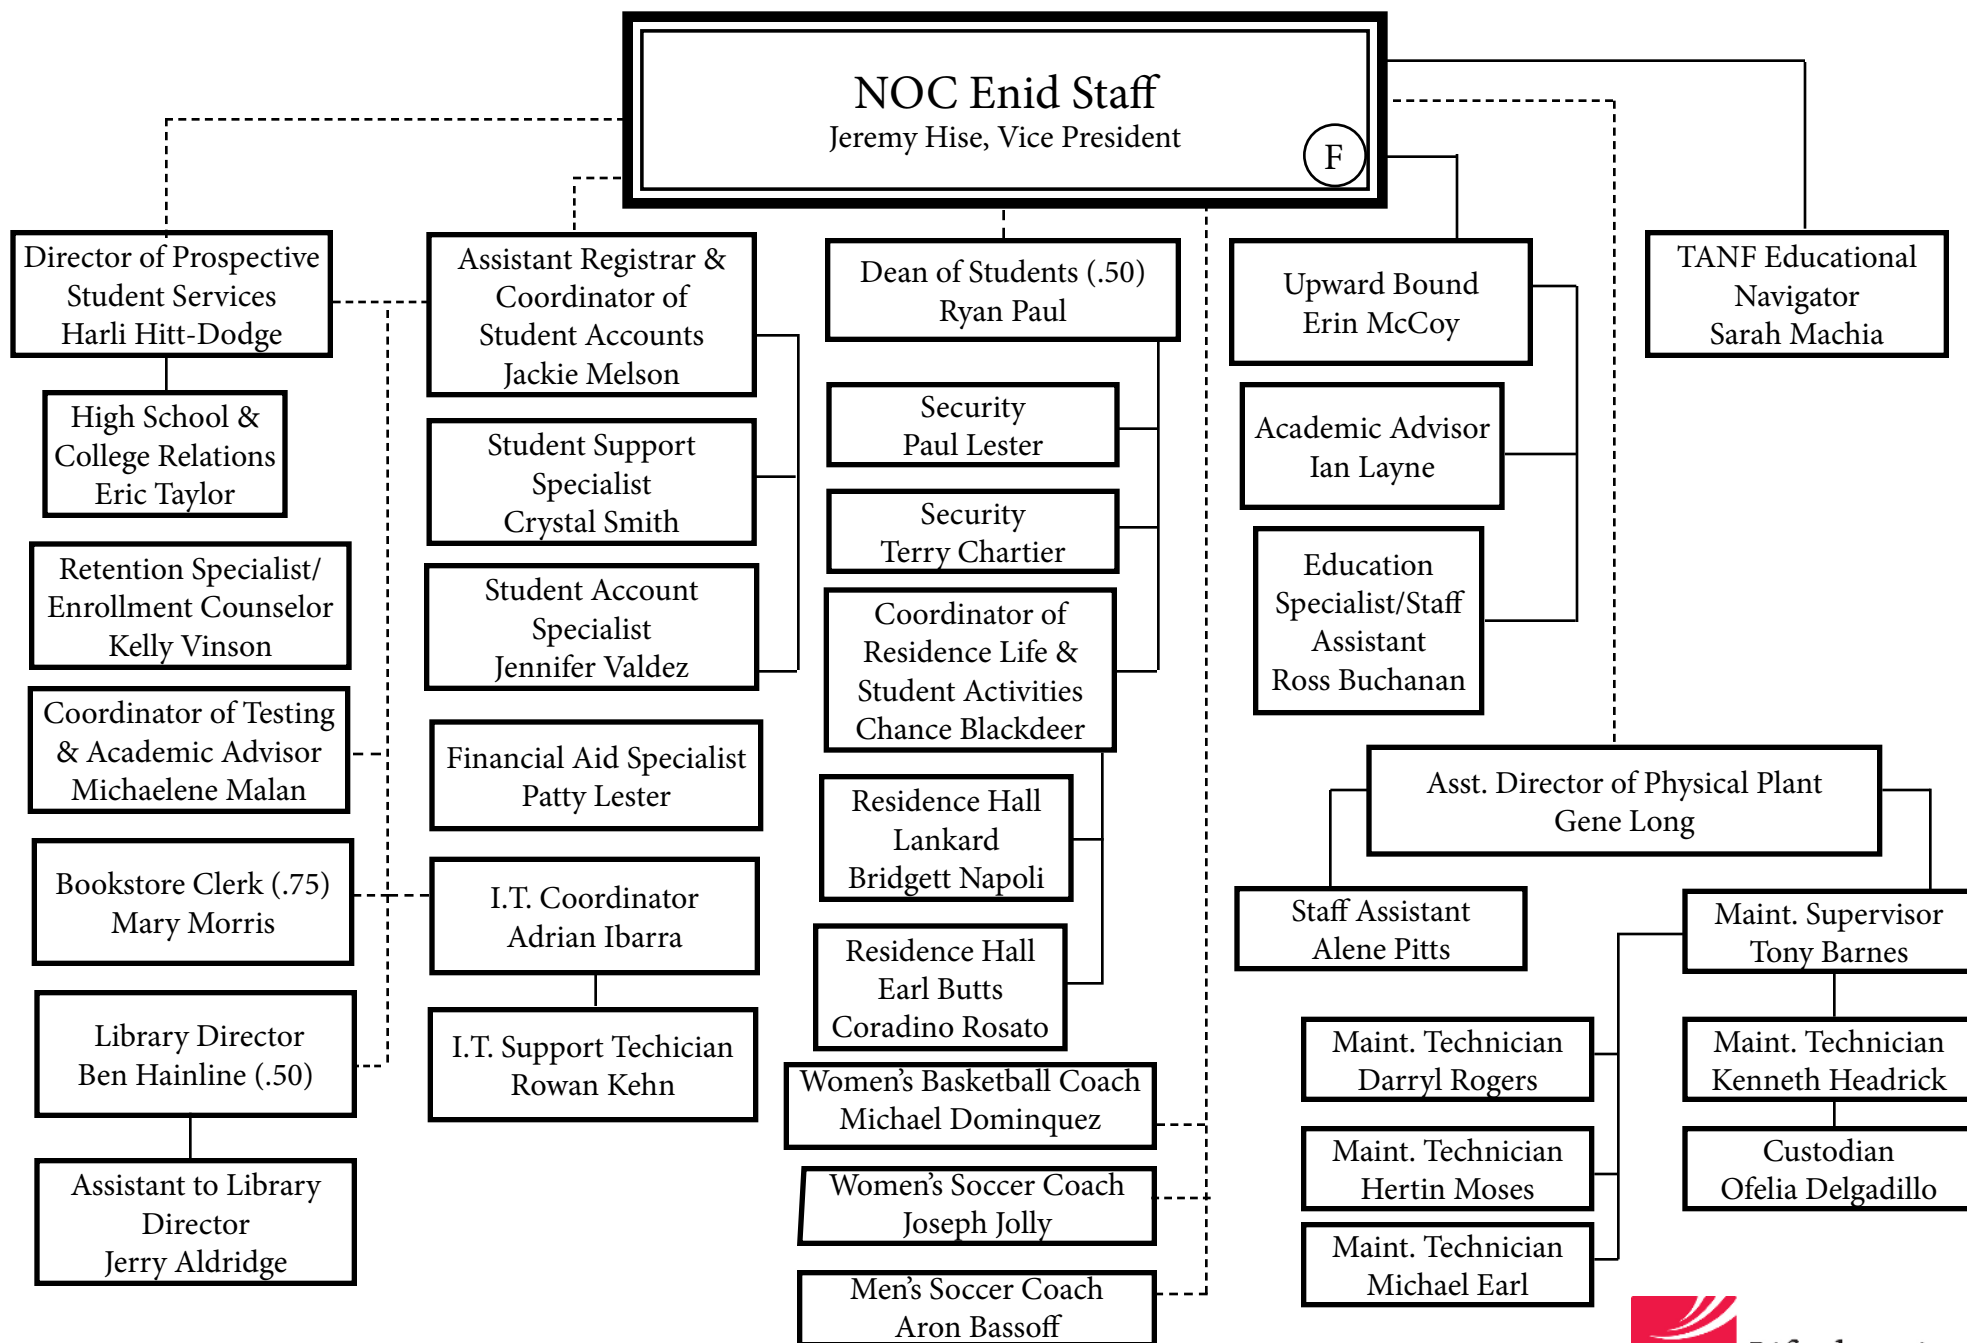 NOC Enid Staff
Jeremy Hise, Vice President
F
Director of Prospective
Student Services
Harli Hitt-Dodge
High School &
College Relations
Eric Taylor
Retention Specialist/
Enrollment Counselor
Kelly Vinson
Coordinator of Testing
& Academic Advisor
Michaelene Malan
Bookstore Clerk (.75)
Mary Morris
Library Director
Ben Hainline (.50)
Assistant to Library
Director
Jerry Aldridge
Assistant Registrar &
Coordinator of
Student Accounts
Jackie Melson
Student Support
Specialist
Crystal Smith
Student Account
Specialist
Jennifer Valdez
Financial Aid Specialist
Patty Lester
I.T. Coordinator
Adrian Ibarra
I.T. Support Techician
Rowan Kehn
Dean of Students (.50)
Ryan Paul
Security
Paul Lester
Security
Terry Chartier
Coordinator of
Residence Life &
Student Activities
Chance Blackdeer
Residence Hall
Lankard
Bridgett Napoli
Residence Hall
Earl Butts
Coradino Rosato
Women's Basketball Coach
Michael Dominquez
Women's Soccer Coach
Joseph Jolly
Men's Soccer Coach
Aron Bassoff
Upward Bound
Erin McCoy
Academic Advisor
Ian Layne
Education
Specialist/Staff
Assistant
Ross Buchanan
TANF Educational
Navigator
Sarah Machia
Asst. Director of Physical Plant
Gene Long
Staff Assistant
Alene Pitts
Maint. Supervisor
Tony Barnes
Maint. Technician
Darryl Rogers
Maint. Technician
Hertin Moses
Maint. Technician
Michael Earl
Maint. Technician
Kenneth Headrick
Custodian
Ofelia Delgadillo